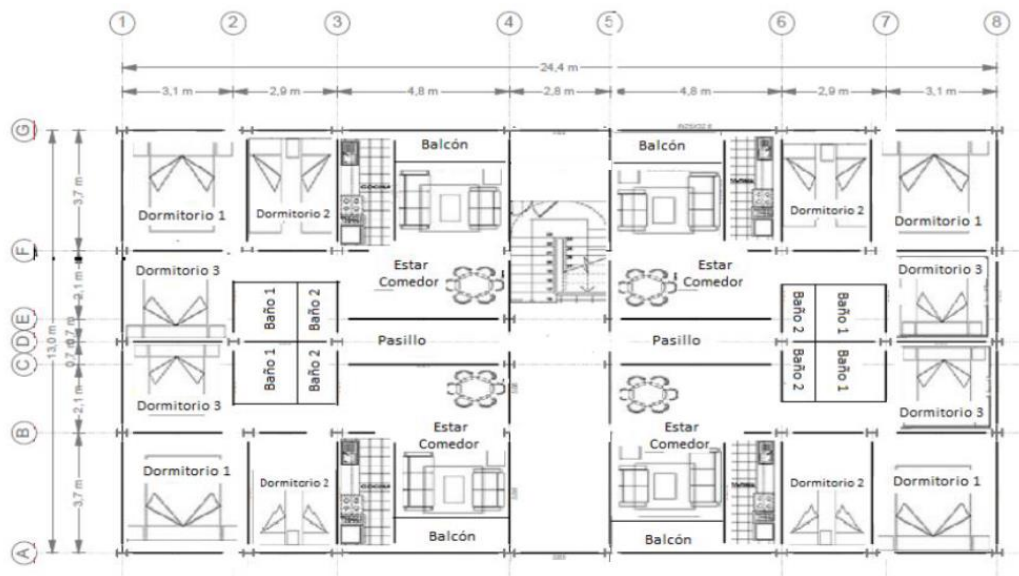 1 2 3 4 5 6 7 8
24,4 m
3,1 m 2,9 m 4,8 m 2,8 m 4,8 m 2,9 m 3,1 m
G
F
E
D
C
B
A
13,0 m
3,7 m
2,1 m
0,7 m
0,7 m
2,1 m
3,7 m
Balcón
Balcón
Dormitorio 1
Dormitorio 2
Dormitorio 2
Dormitorio 1
Dormitorio 3
Estar
Comedor
Estar
Comedor
Dormitorio 3
Baño 1
Baño 2
Baño 2
Baño 1
Pasillo
Pasillo
Baño 1
Baño 2
Baño 2
Baño 1
Dormitorio 3
Dormitorio 3
Estar
Comedor
Estar
Comedor
Dormitorio 1
Dormitorio 2
Dormitorio 2
Dormitorio 1
Balcón
Balcón